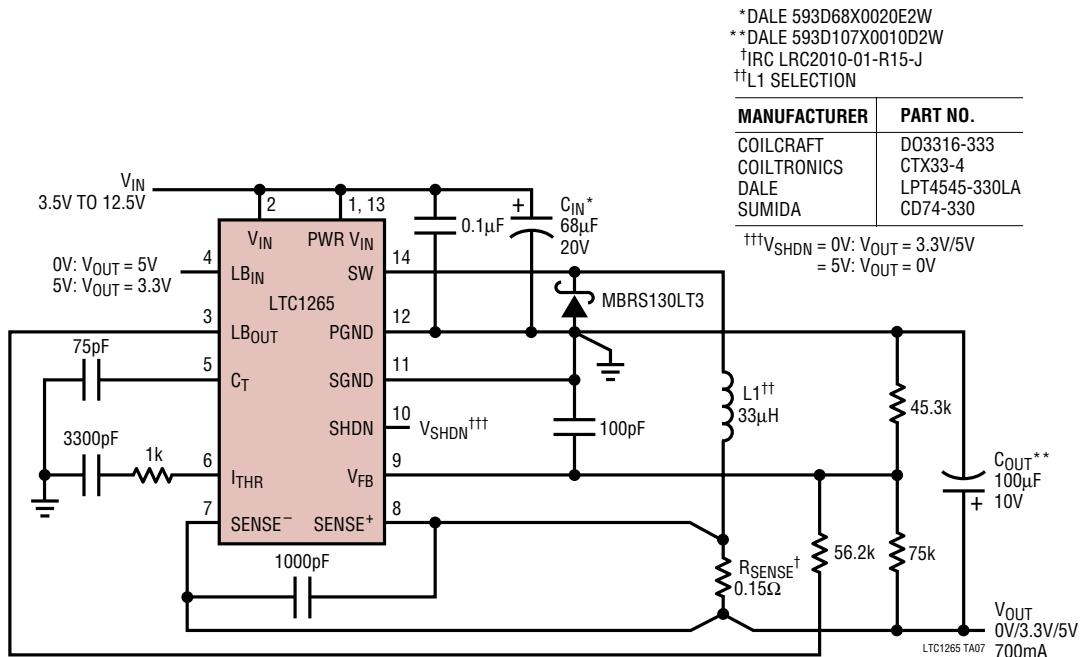 *DALE 593D68X0020E2W
**DALE 593D107X0010D2W
†IRC LRC2010-01-R15-J
††L1 SELECTION
MANUFACTURER PART NO.
COILCRAFT DO3316-333
COILTRONICS CTX33-4
DALE LPT4545-330LA
SUMIDA CD74-330
†††VSHDN = 0V: VOUT = 3.3V/5V
= 5V: VOUT = 0V
VIN
3.5V TO 12.5V
2
1, 13
0.1µF
+
CIN*
68µF
20V
VIN
PWR VIN
4
0V: VOUT = 5V
5V: VOUT = 3.3V
LBIN
SW
14
LTC1265
MBRS130LT3
3
LBOUT
PGND
12
75pF
5
CT
SGND
11
L1††
33µH
45.3k
SHDN
10
VSHDN†††
100pF
3300pF
1k
6
ITHR
VFB
9
COUT**
100µF
10V
+
7
SENSE−
SENSE+
8
1000pF
RSENSE†
0.15Ω
56.2k
75k
VOUT
0V/3.3V/5V
700mA
LTC1265 TA07